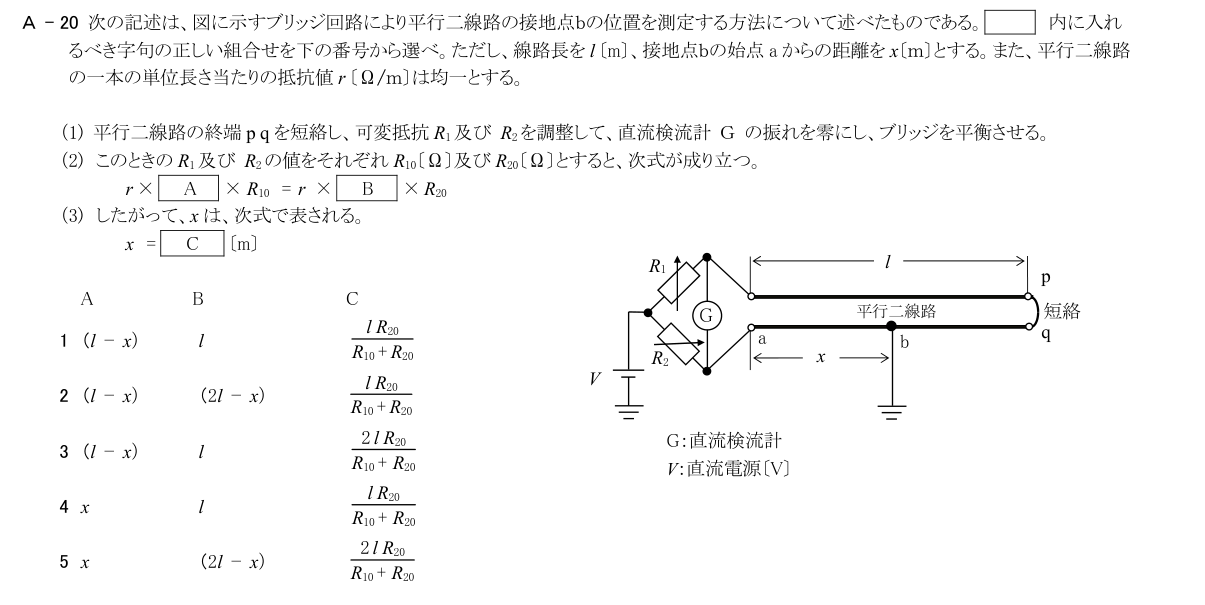 A － 20 次の記述は、図に示すブリッジ回路により平行二線路の接地点bの位置を測定する方法について述べたものである。 内に入れ
るべき字句の正しい組合せを下の番号から選べ。ただし、線路長を l〔m〕、接地点bの始点 a からの距離を x〔m〕とする。また、平行二線路
の一本の単位長さ当たりの抵抗値 r〔Ω/m〕は均一とする。
(1) 平行二線路の終端 p q を短絡し、可変抵抗 R1 及び R2 を調整して、直流検流計 G の振れを零にし、ブリッジを平衡させる。
(2) このときの R1 及び R2 の値をそれぞれ R10〔Ω〕及び R20〔Ω〕とすると、次式が成り立つ。
r × A × R10 = r × B × R20
(3) したがって、x は、次式で表される。
x = C 〔m〕
A B C
1 (l － x) l l R20 / R10 + R20
2 (l － x) (2l － x) l R20 / R10 + R20
3 (l － x) l 2 l R20 / R10 + R20
4 x l l R20 / R10 + R20
5 x (2l － x) 2 l R20 / R10 + R20
R1
l
p
G
平行二線路
短絡
R2
a
b
q
x
V
G：直流検流計
V：直流電源〔V〕